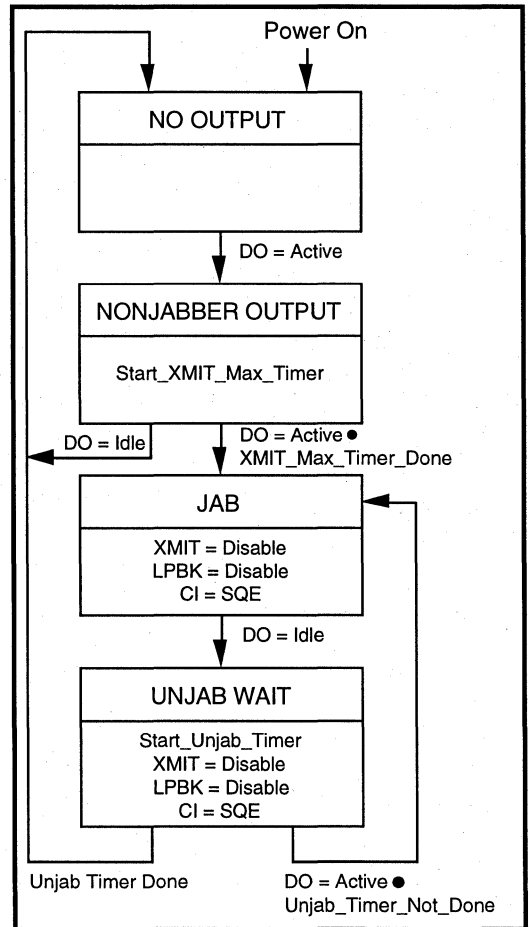 Power On
NO OUTPUT
DO = Active
NONJABBER OUTPUT
Start_XMIT_Max_Timer
DO = Idle
DO = Active ●
XMIT_Max_Timer_Done
JAB
XMIT = Disable
LPBK = Disable
CI = SQE
DO = Idle
UNJAB WAIT
Start_Unjab_Timer
XMIT = Disable
LPBK = Disable
CI = SQE
Unjab Timer Done
DO = Active ●
Unjab_Timer_Not_Done